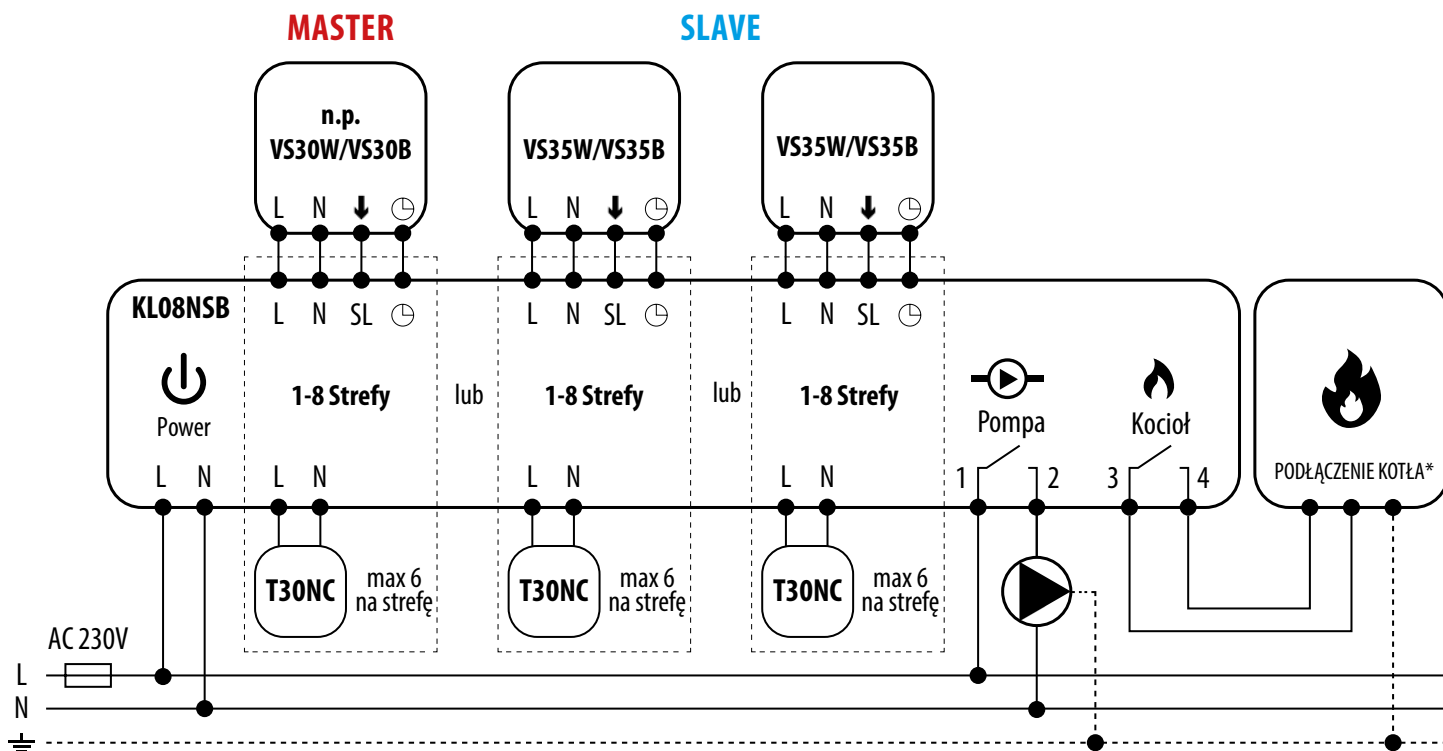 MASTER
SLAVE
n.p.
VS30W/VS30B
L N
VS35W/VS35B
L N
VS35W/VS35B
L N
KL08NSB
L N SL
L N SL
L N SL
Power
1-8 Strefy
lub
1-8 Strefy
lub
1-8 Strefy
Pompa
Kocioł
PODŁĄCZENIE KOTŁA*
L N
L N
L N
L N
1 2
3 4
T30NC
max 6
na strefę
T30NC
max 6
na strefę
T30NC
max 6
na strefę
AC 230V
L
N